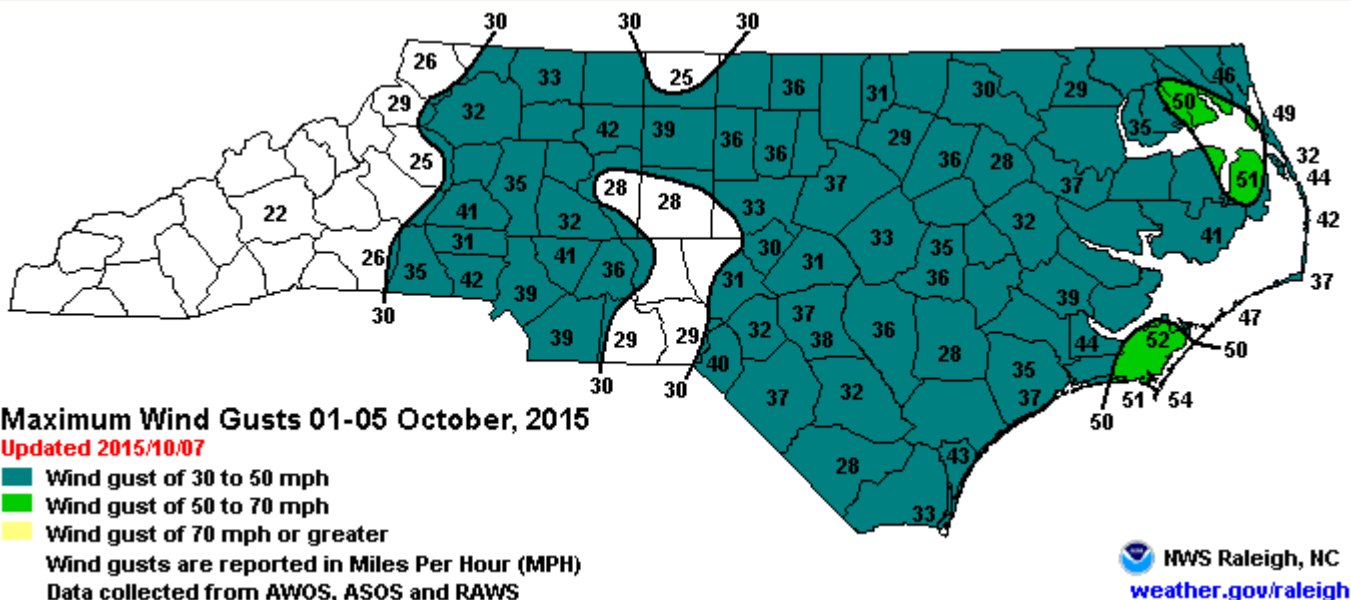 30 30 30
26 33 25 36 31 30 29 46
29 32 50 49
42 39 36 36 29 36 28 35
25 32
28 35 28 37 37 51 44
22 41 32 33 32 41 42
31 30 33 35
26 35 42 41 36 31 31 36 37
39 39 47
30 37 38
39 29 29 32 36 28 44 52 50
40
30 30 37 32 35 37 51 54
50
Maximum Wind Gusts 01-05 October, 2015
Updated 2015/10/07
28 43
Wind gust of 30 to 50 mph
Wind gust of 50 to 70 mph
33
Wind gust of 70 mph or greater
Wind gusts are reported in Miles Per Hour (MPH)
NWS Raleigh, NC
Data collected from AWOS, ASOS and RAWS
weather.gov/raleigh